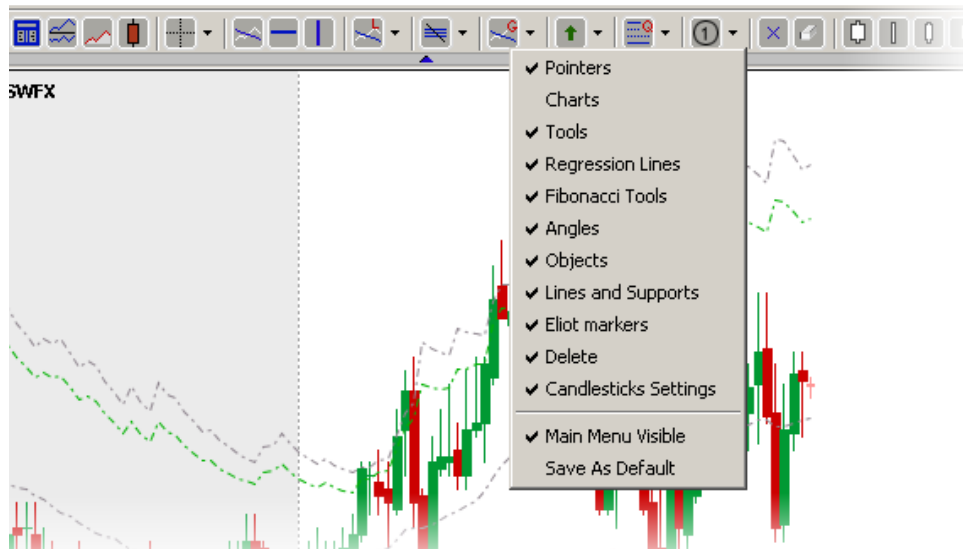 L
G
Q
1
SWFX
Pointers
Charts
Tools
Regression Lines
Fibonacci Tools
Angles
Objects
Lines and Supports
Eliot markers
Delete
Candlesticks Settings
Main Menu Visible
Save As Default